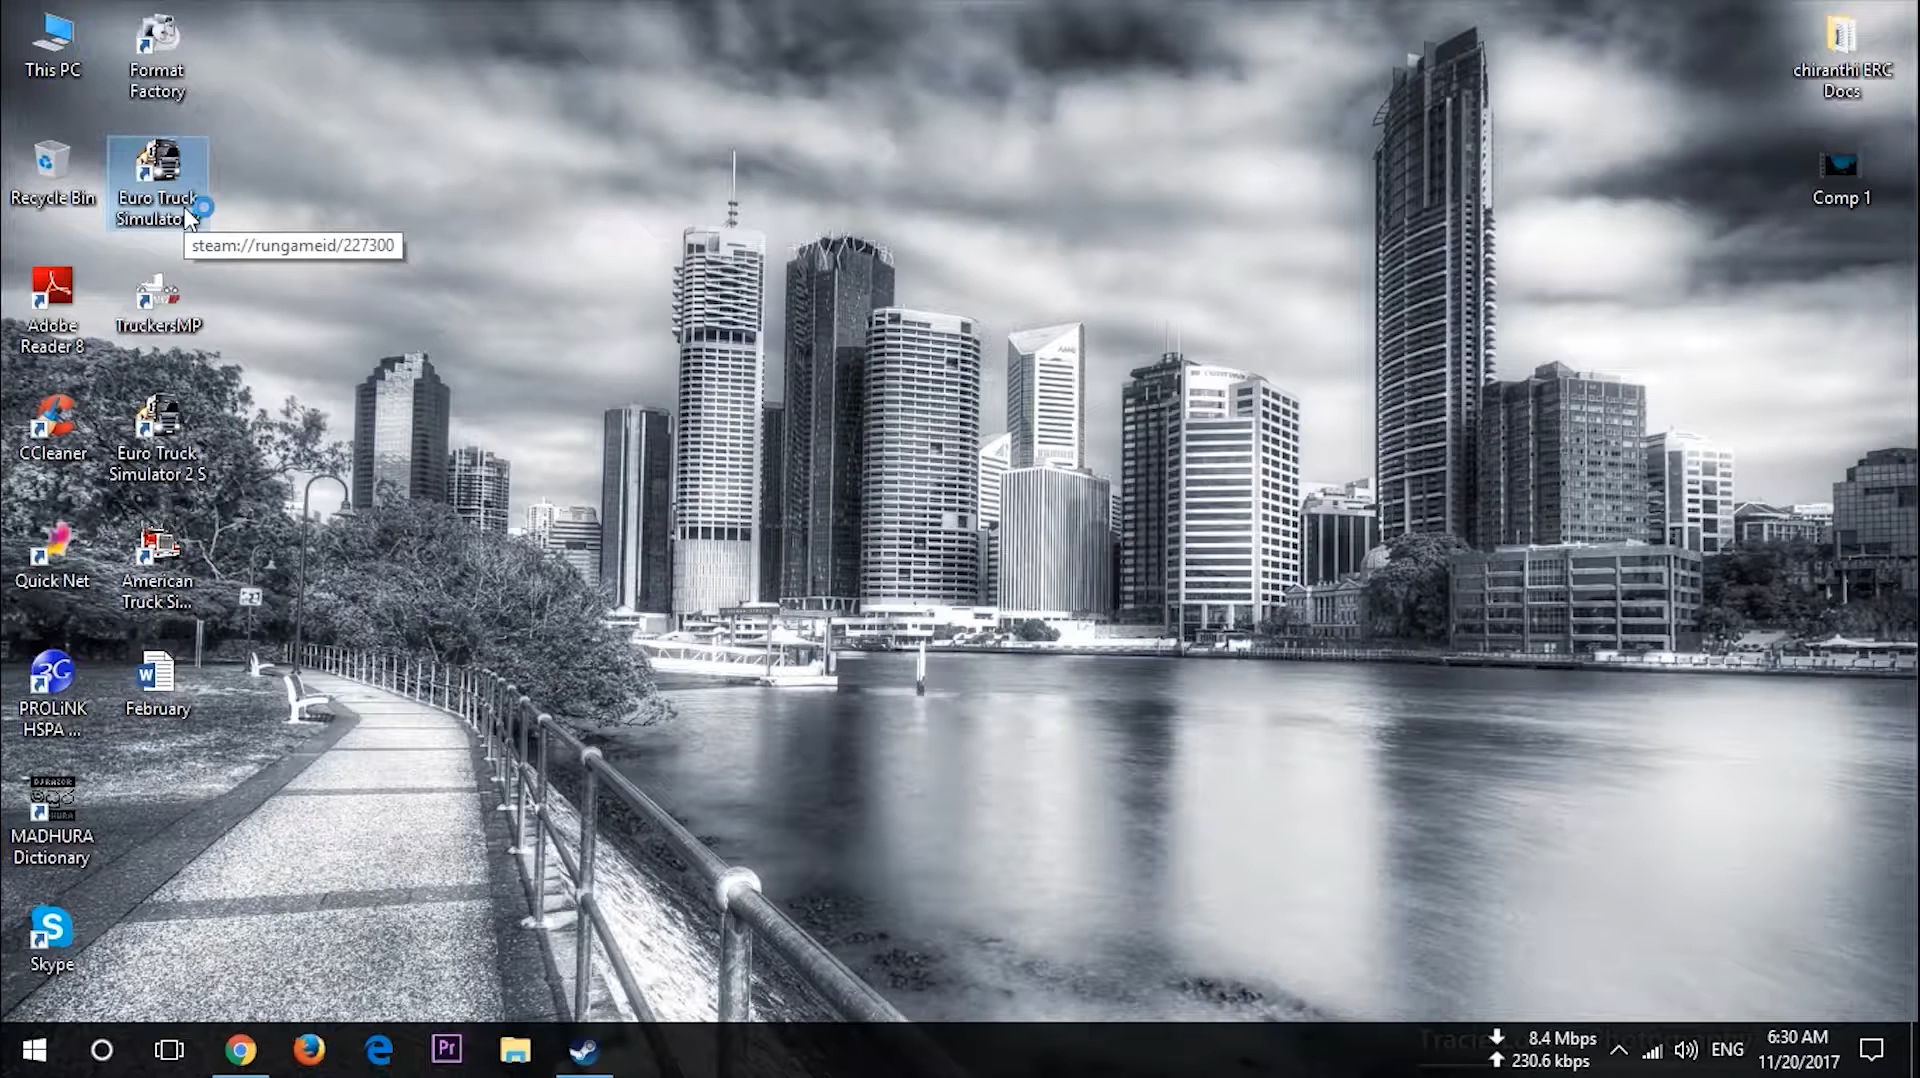 This PC
Format
Factory
chiranthi ERC
Docs
Recycle Bin
Euro Truck
Simulato
steam://rungameid/227300
Comp 1
Adobe
Reader 8
TruckersMP
CCleaner
Euro Truck
Simulator 2 S
Quick Net
American
Truck Si...
3G
PROLiNK
HSPA ...
W
February
MADHURA
Dictionary
S
Skype
Pr
8.4 Mbps
230.6 kbps
ENG
6:30 AM
11/20/2017